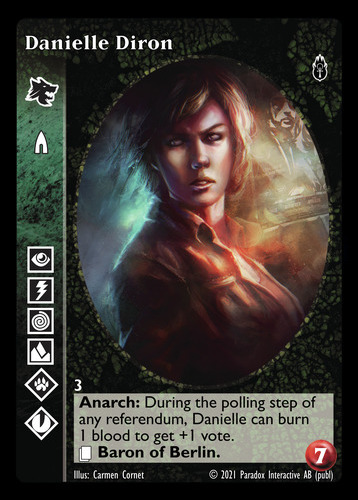 Danielle Diron
3
Anarch: During the polling step of
any referendum, Danielle can burn
1 blood to get +1 vote.
Baron of Berlin.
7
Illus: Carmen Cornet © 2021 Paradox Interactive AB (publ)